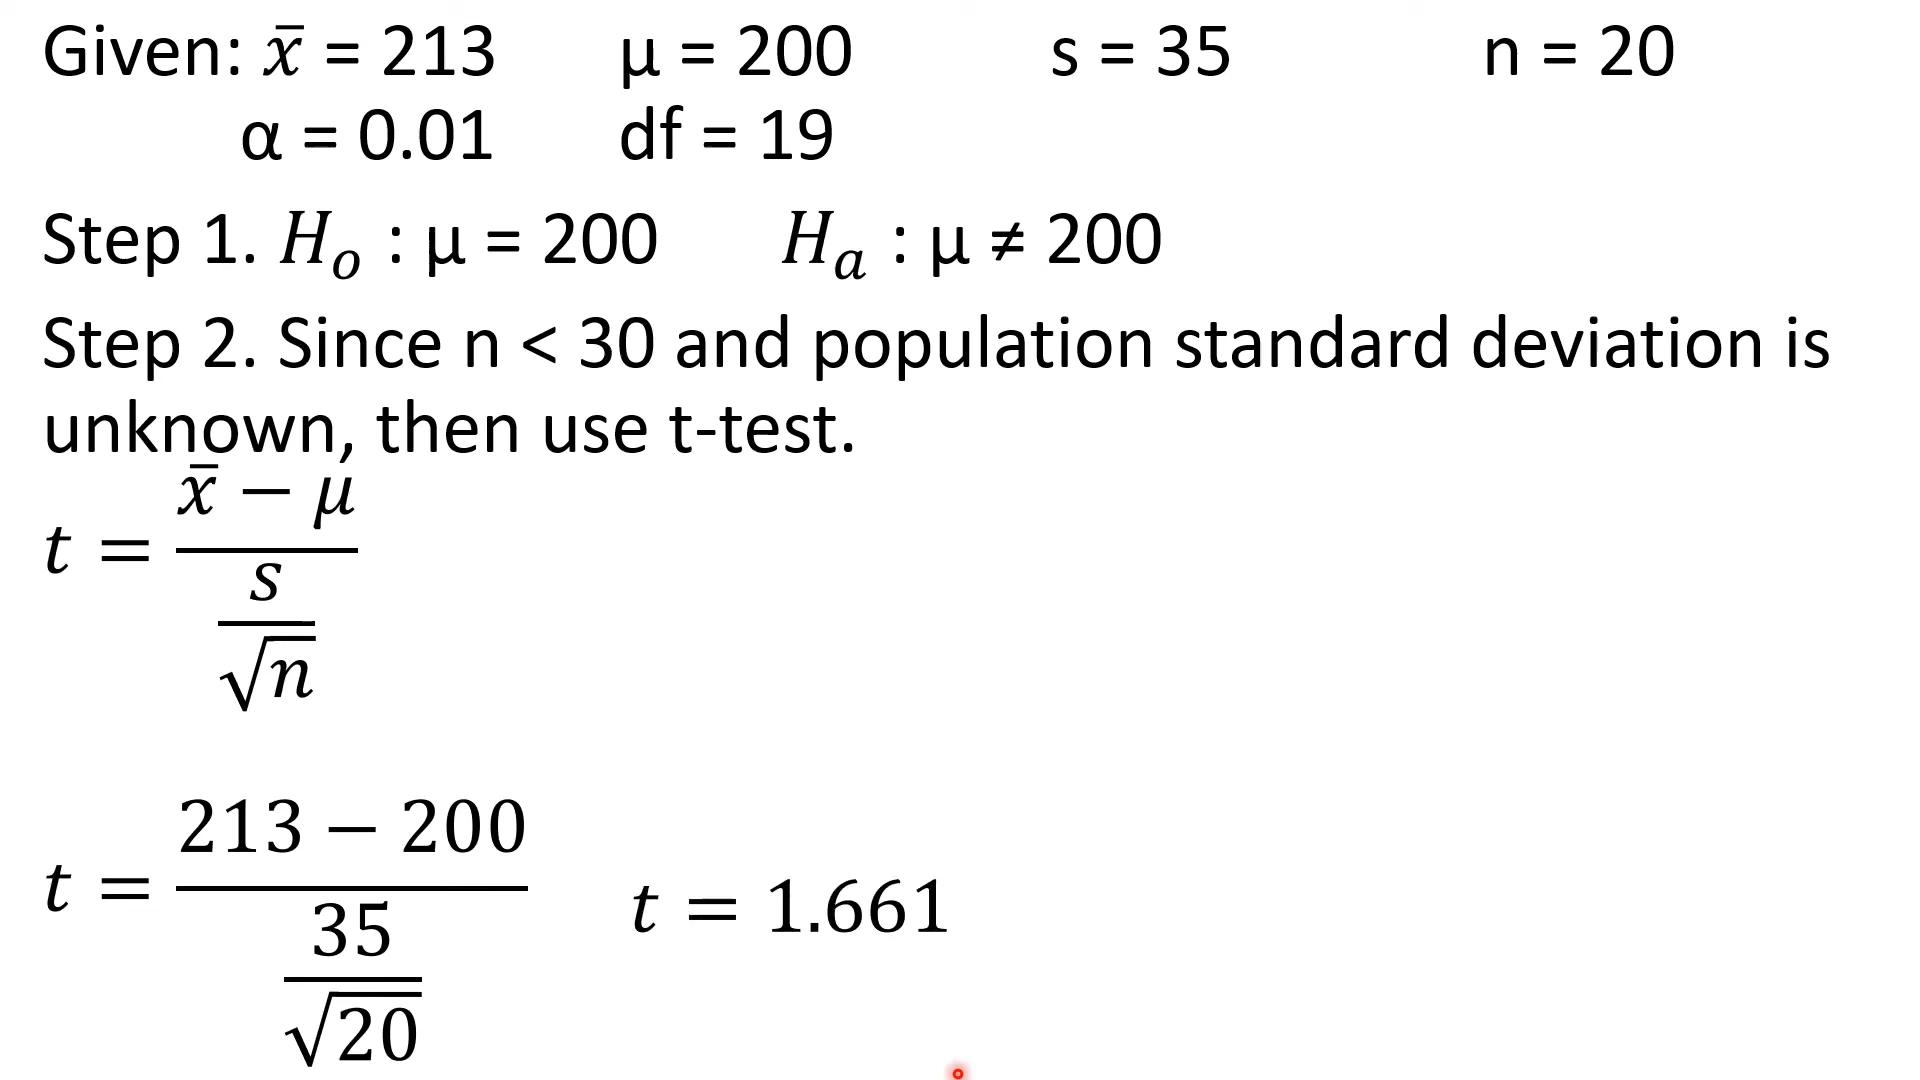 Given: x̄ = 213 μ = 200 s = 35 n = 20
α = 0.01 df = 19
Step 1. Hₒ : μ = 200 Hₐ : μ ≠ 200
Step 2. Since n < 30 and population standard deviation is
unknown, then use t-test.
x̄ − μ
t =
s
√n
213 − 200
t = t = 1.661
35
√20